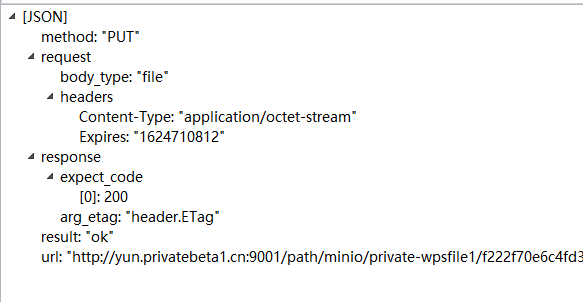 [JSON]
method: "PUT"
request
body_type: "file"
headers
Content-Type: "application/octet-stream"
Expires: "1624710812"
response
expect_code
[0]: 200
arg_etag: "header.ETag"
result: "ok"
url: "http://yun.privatebeta1.cn:9001/path/minio/private-wpsfile1/f222f70e6c4fd3